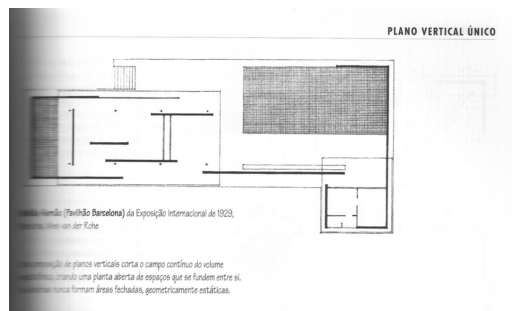 PLANO VERTICAL ÚNICO
Alemão (Pavilhão Barcelona) da Exposição Internacional de 1929,
Mies van der Rohe
de planos verticais corta o campo contínuo do volume
criando uma planta aberta de espaços que se fundem entre si.
nunca formam áreas fechadas, geometricamente estáticas.